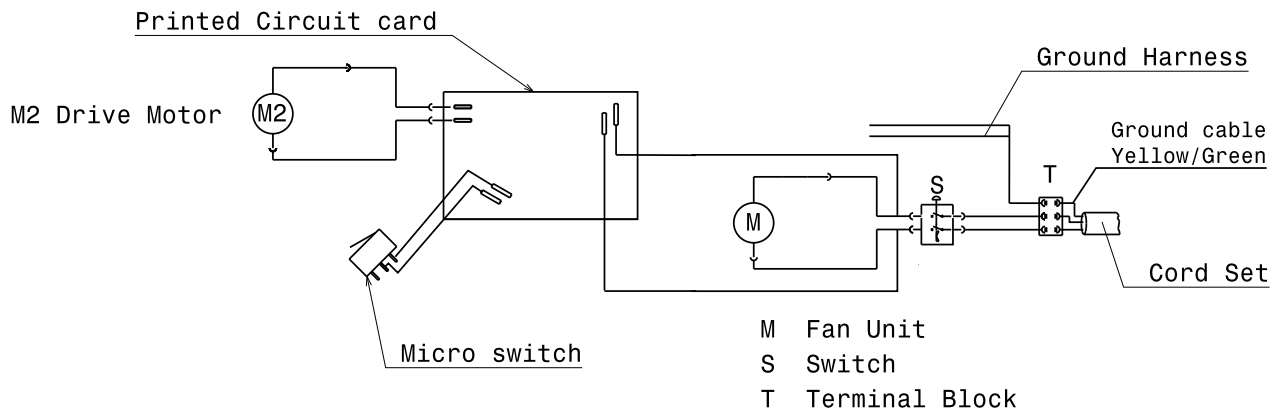 Printed Circuit card
Ground Harness
M2 Drive Motor
M2
Ground cable
Yellow/Green
T
S
M
Cord Set
Micro switch
M Fan Unit
S Switch
T Terminal Block